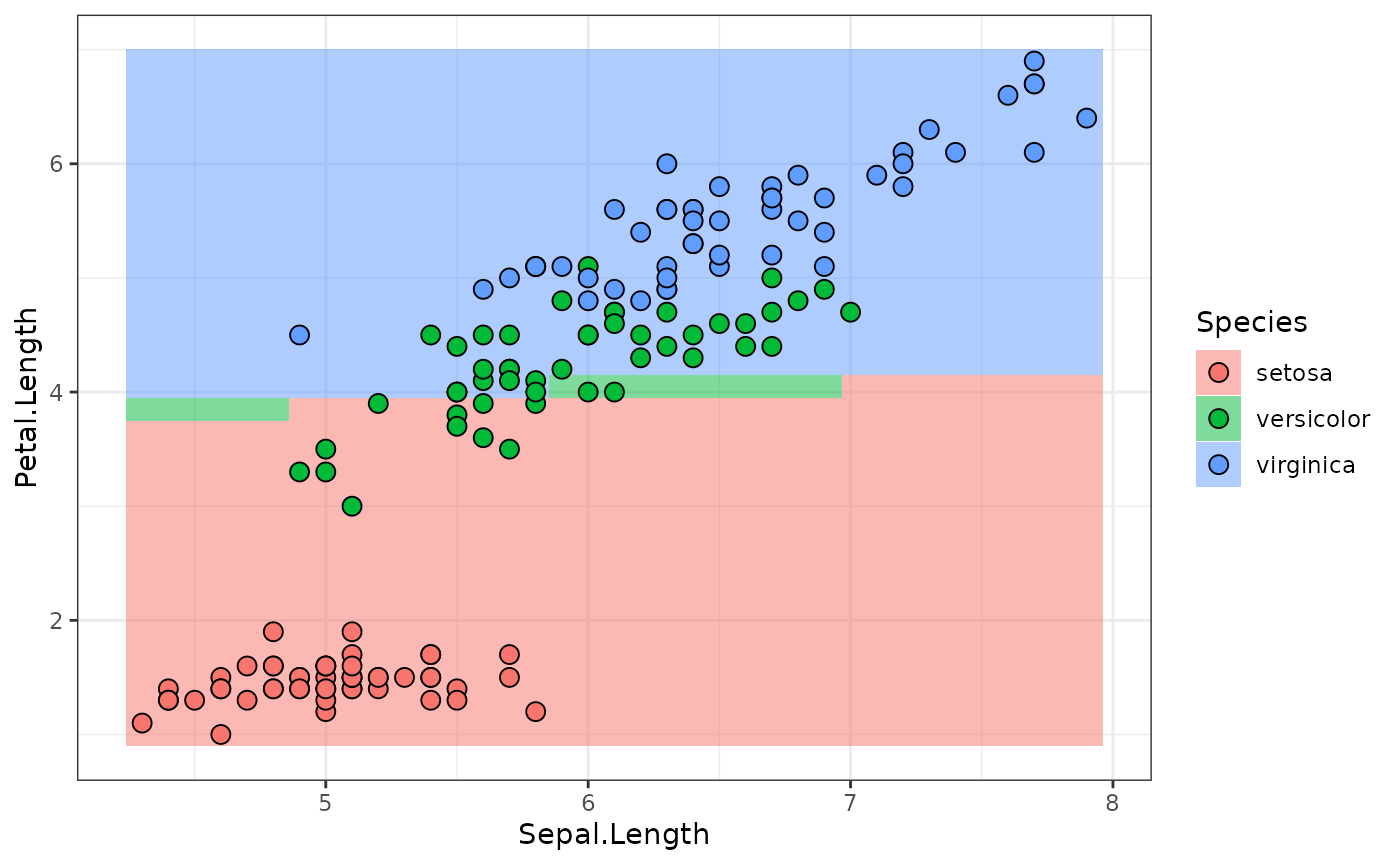 6
4
2
Petal.Length
5 6 7 8
Sepal.Length
Species
setosa
versicolor
virginica